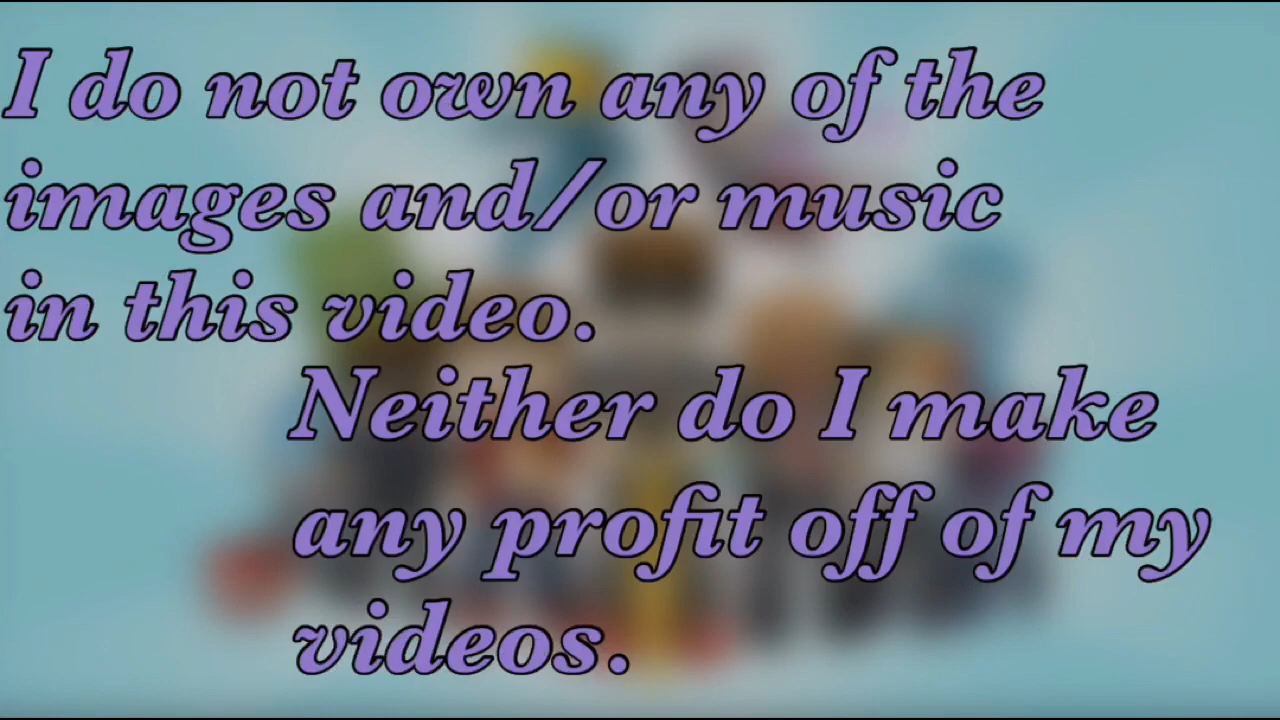 I do not own any of the
images and/or music
in this video.
Neither do I make
any profit off of my
videos.